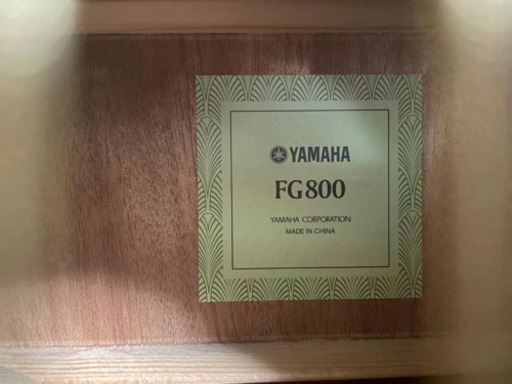 YAMAHA
FG800
YAMAHA CORPORATION
MADE IN CHINA